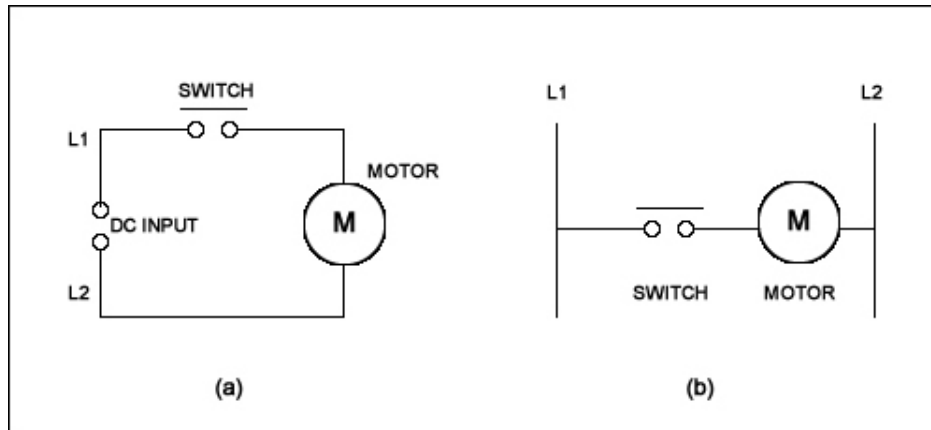 SWITCH
L1
MOTOR
M
DC INPUT
L2
(a)
L1
L2
M
SWITCH
MOTOR
(b)